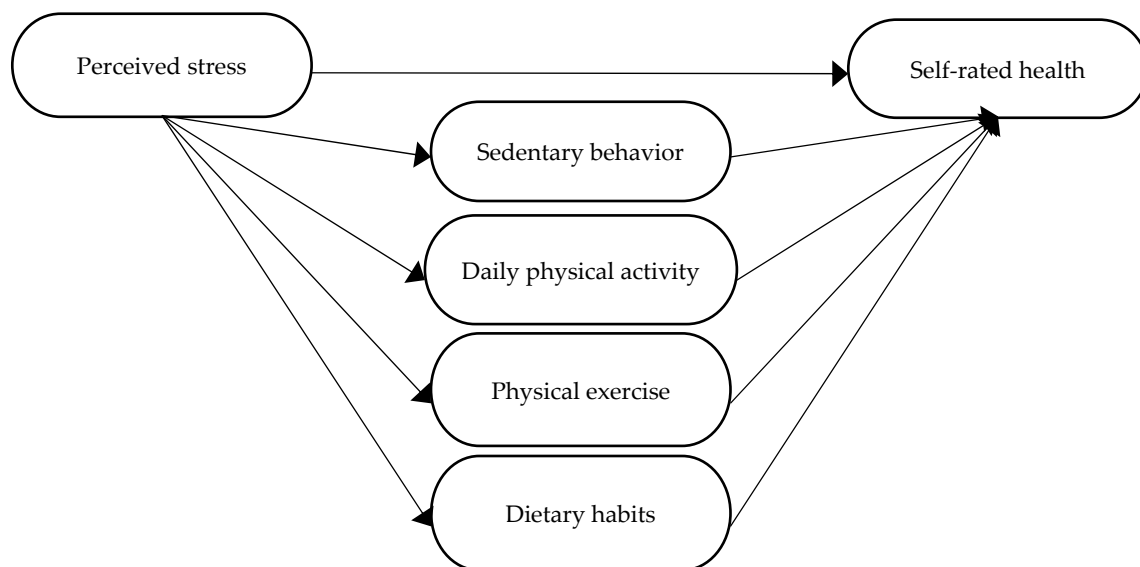 Perceived stress
Self-rated health
Sedentary behavior
Daily physical activity
Physical exercise
Dietary habits